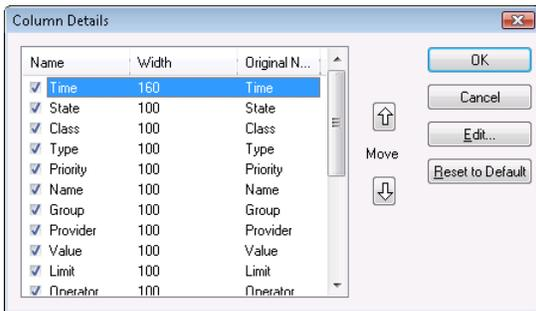 Column Details
Name Width Original N...
Time 160 Time
State 100 State
Class 100 Class
Type 100 Type
Priority 100 Priority
Name 100 Name
Group 100 Group
Provider 100 Provider
Value 100 Value
Limit 100 Limit
Operator 100 Operator
Move
OK
Cancel
Edit...
Reset to Default